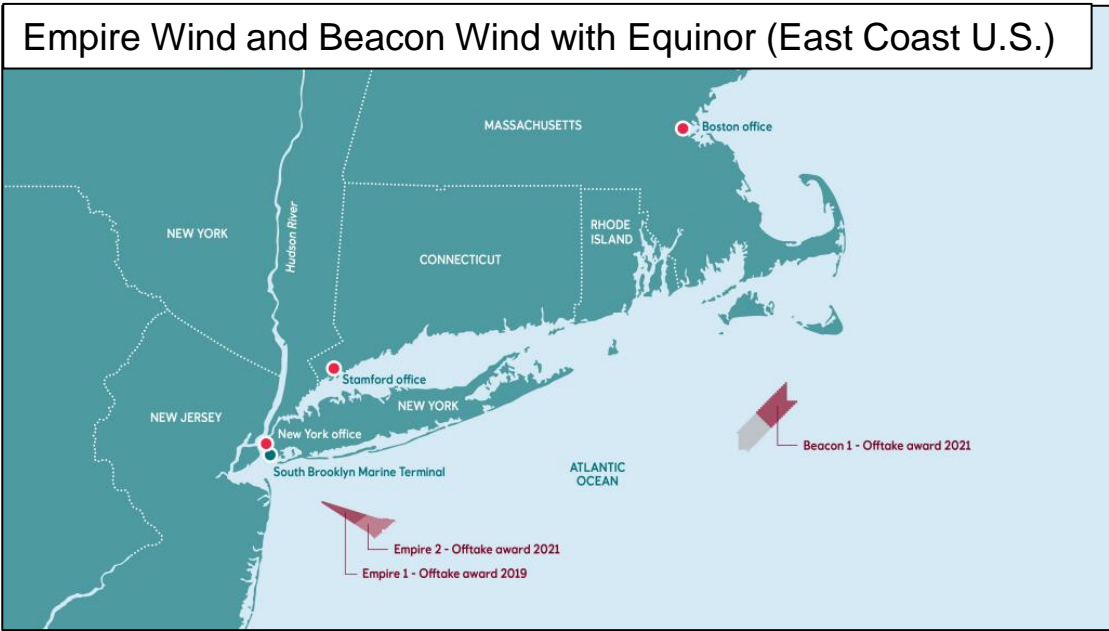 Empire Wind and Beacon Wind with Equinor (East Coast U.S.)
MASSACHUSETTS
Boston office
NEW YORK
Hudson River
RHODE
ISLAND
CONNECTICUT
Stamford office
NEW YORK
NEW JERSEY
New York office
Beacon 1 - Offtake award 2021
South Brooklyn Marine Terminal
ATLANTIC
OCEAN
Empire 2 - Offtake award 2021
Empire 1 - Offtake award 2019